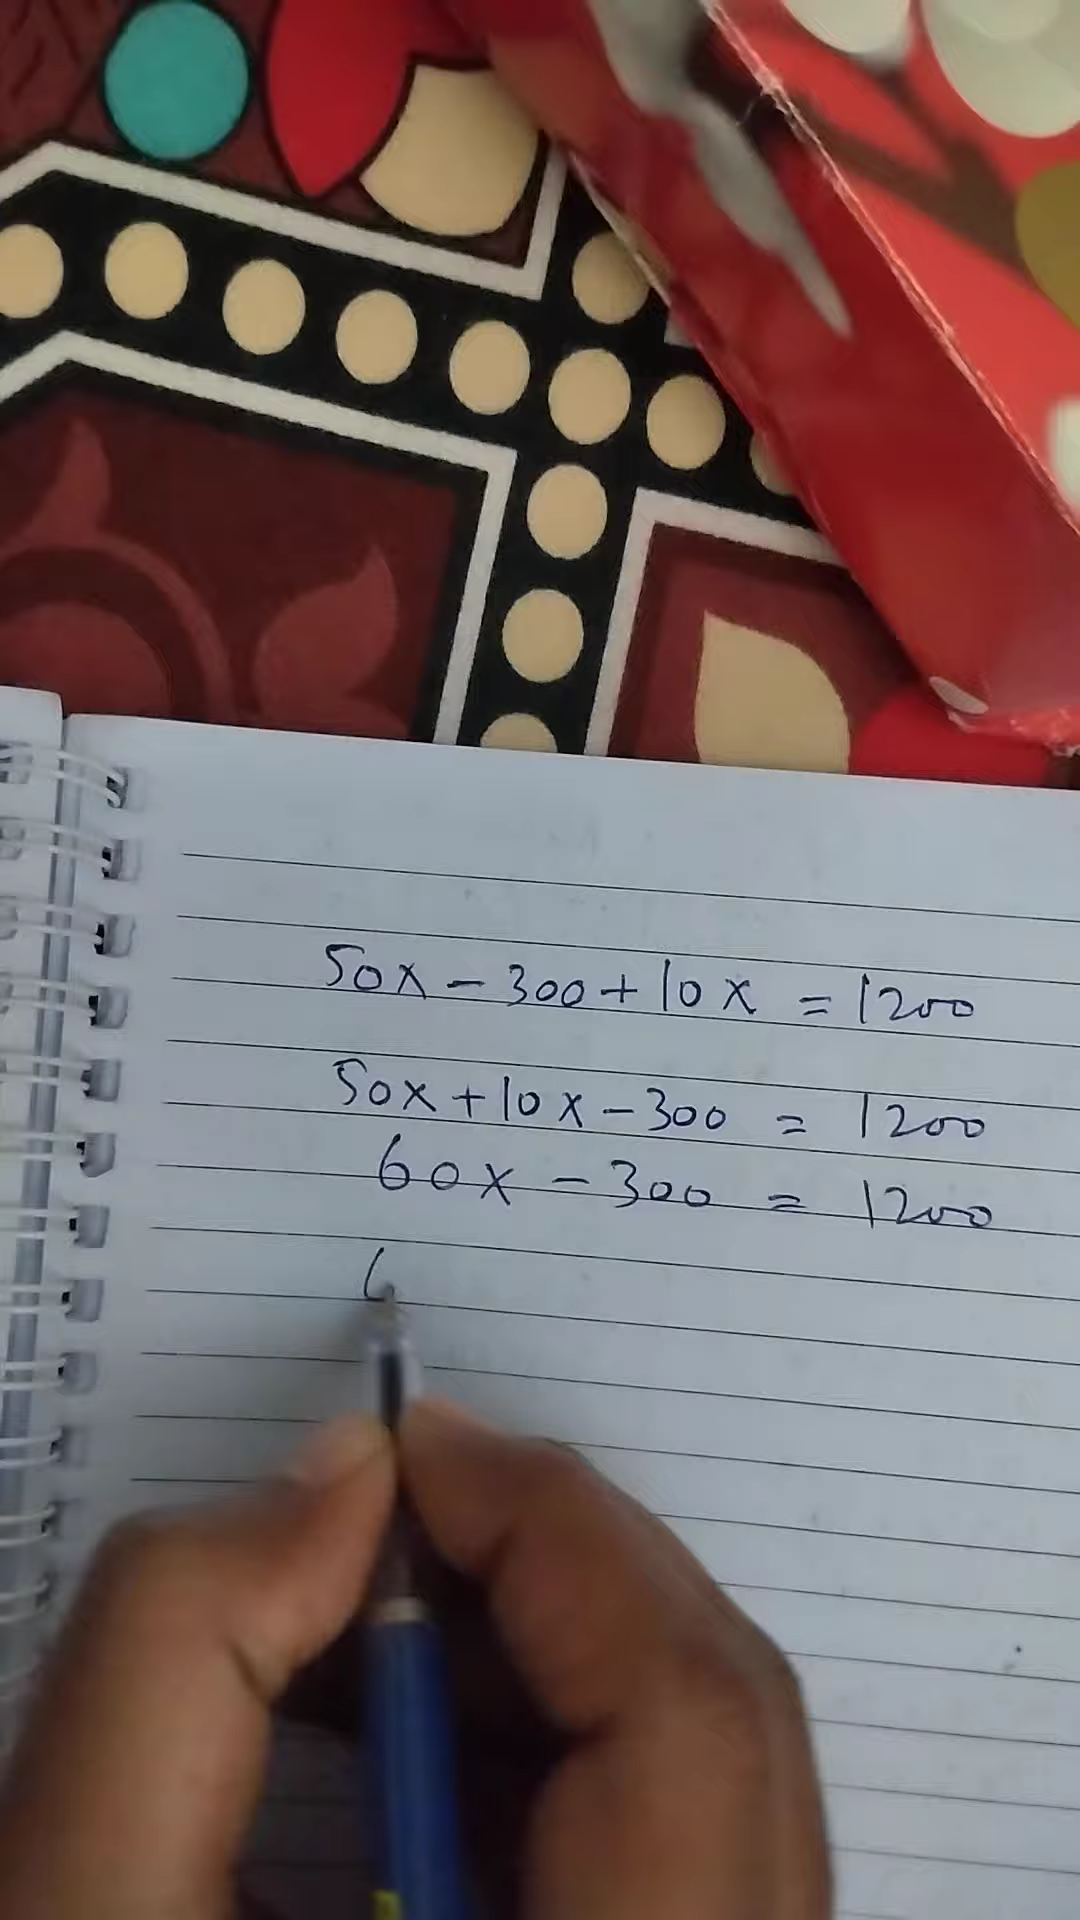 50x - 300 + 10x = 1200
50x + 10x - 300 = 1200
60x - 300 = 1200
6